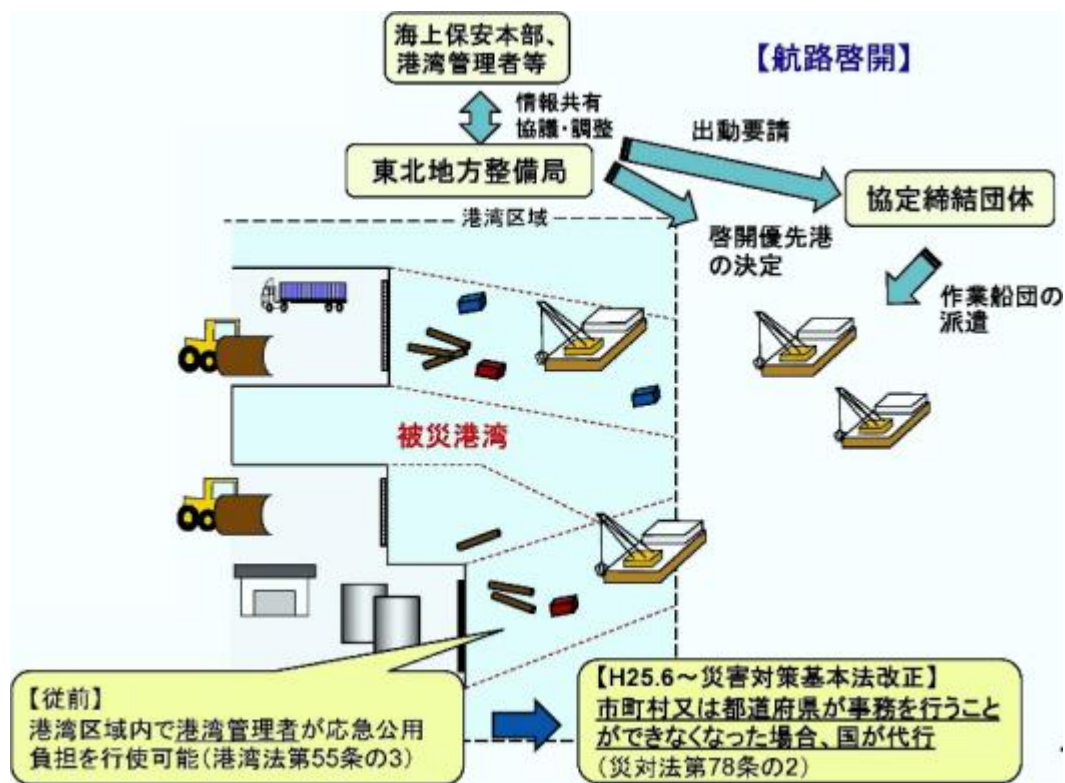 海上保安本部、
港湾管理者等
【航路啓開】
情報共有
協議・調整
出動要請
東北地方整備局
協定締結団体
港湾区域
啓開優先港
の決定
作業船団の
派遣
被災港湾
【従前】
港湾区域内で港湾管理者が応急公用
負担を行使可能(港湾法第55条の3)
【H25.6～災害対策基本法改正】
市町村又は都道府県が事務を行うこと
ができなくなった場合、国が代行
(災対法第78条の2)